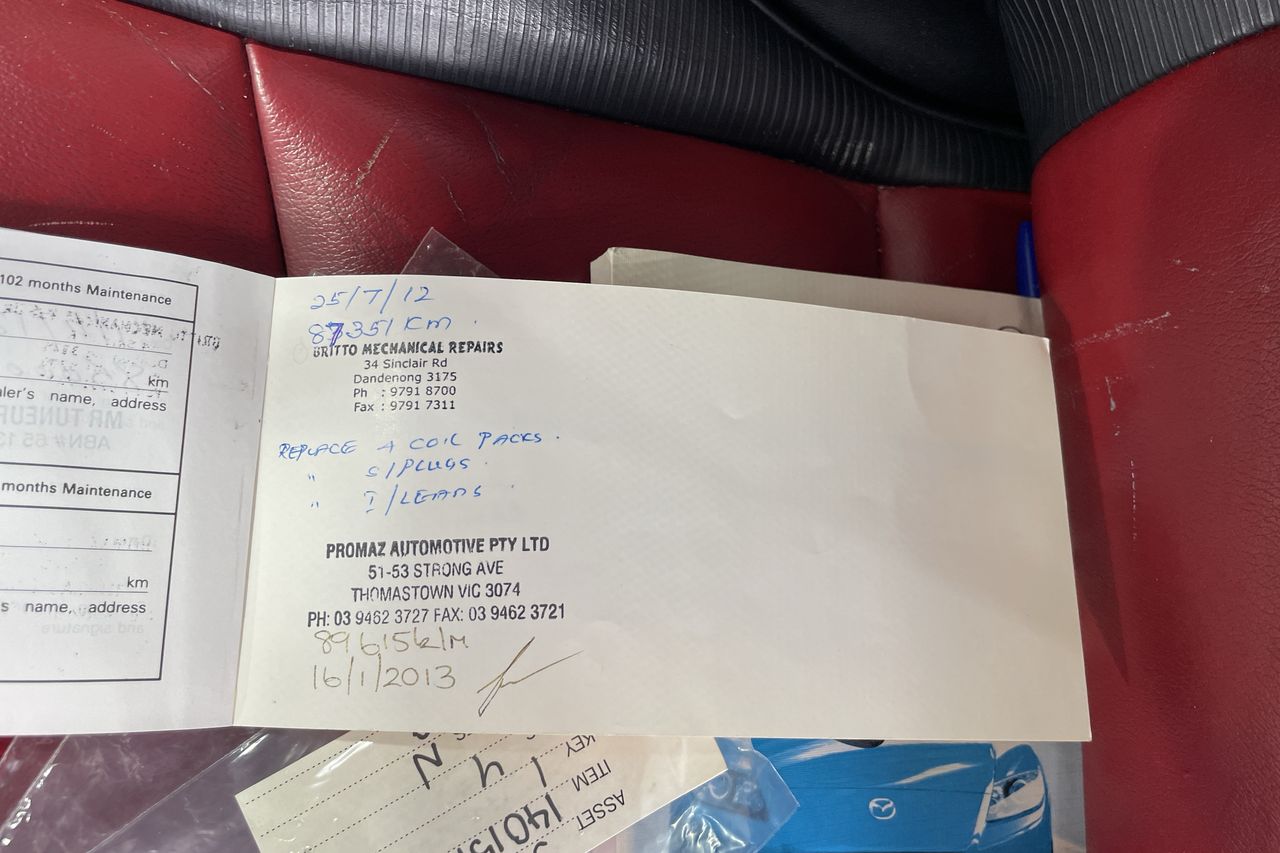 102 months Maintenance
km
ler's name, address
months Maintenance
km
s name, address
25/7/12
87351 Km.
BRITTO MECHANICAL REPAIRS
34 Sinclair Rd
Dandenong 3175
Ph : 9791 8700
Fax : 9791 7311
REPLACE 4 COIL PACKS.
" S/PLUGS.
" I/LEADS
PROMAZ AUTOMOTIVE PTY LTD
51-53 STRONG AVE
THOMASTOWN VIC 3074
PH: 03 9462 3727 FAX: 03 9462 3721
89615k/m
16/1/2013
KEY
ITEM
ASSET